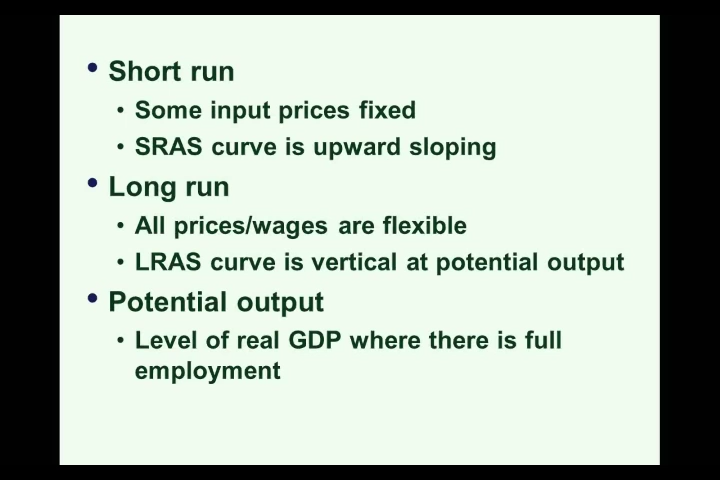 • Short run
• Some input prices fixed
• SRAS curve is upward sloping
• Long run
• All prices/wages are flexible
• LRAS curve is vertical at potential output
• Potential output
• Level of real GDP where there is full
employment